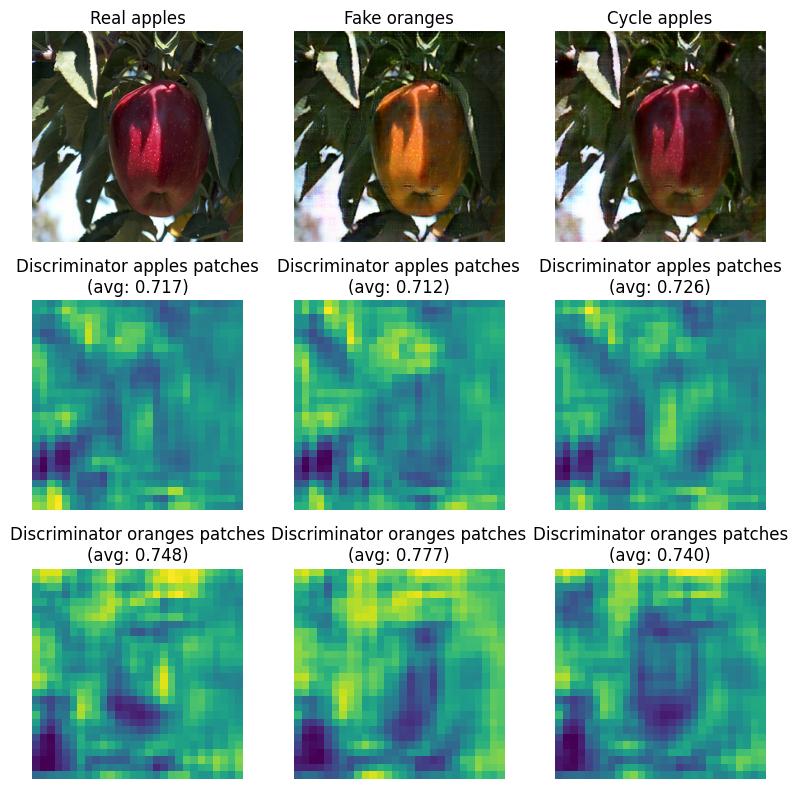 Real apples
Fake oranges
Cycle apples
Discriminator apples patches
(avg: 0.717)
Discriminator apples patches
(avg: 0.712)
Discriminator apples patches
(avg: 0.726)
Discriminator oranges patches
(avg: 0.748)
Discriminator oranges patches
(avg: 0.777)
Discriminator oranges patches
(avg: 0.740)